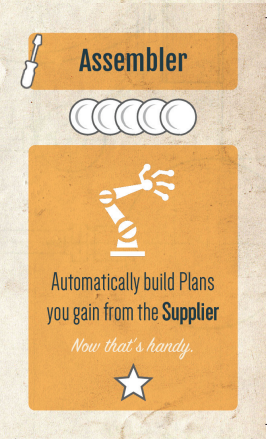 Assembler
Automatically build Plans
you gain from the Supplier
Now that's handy.